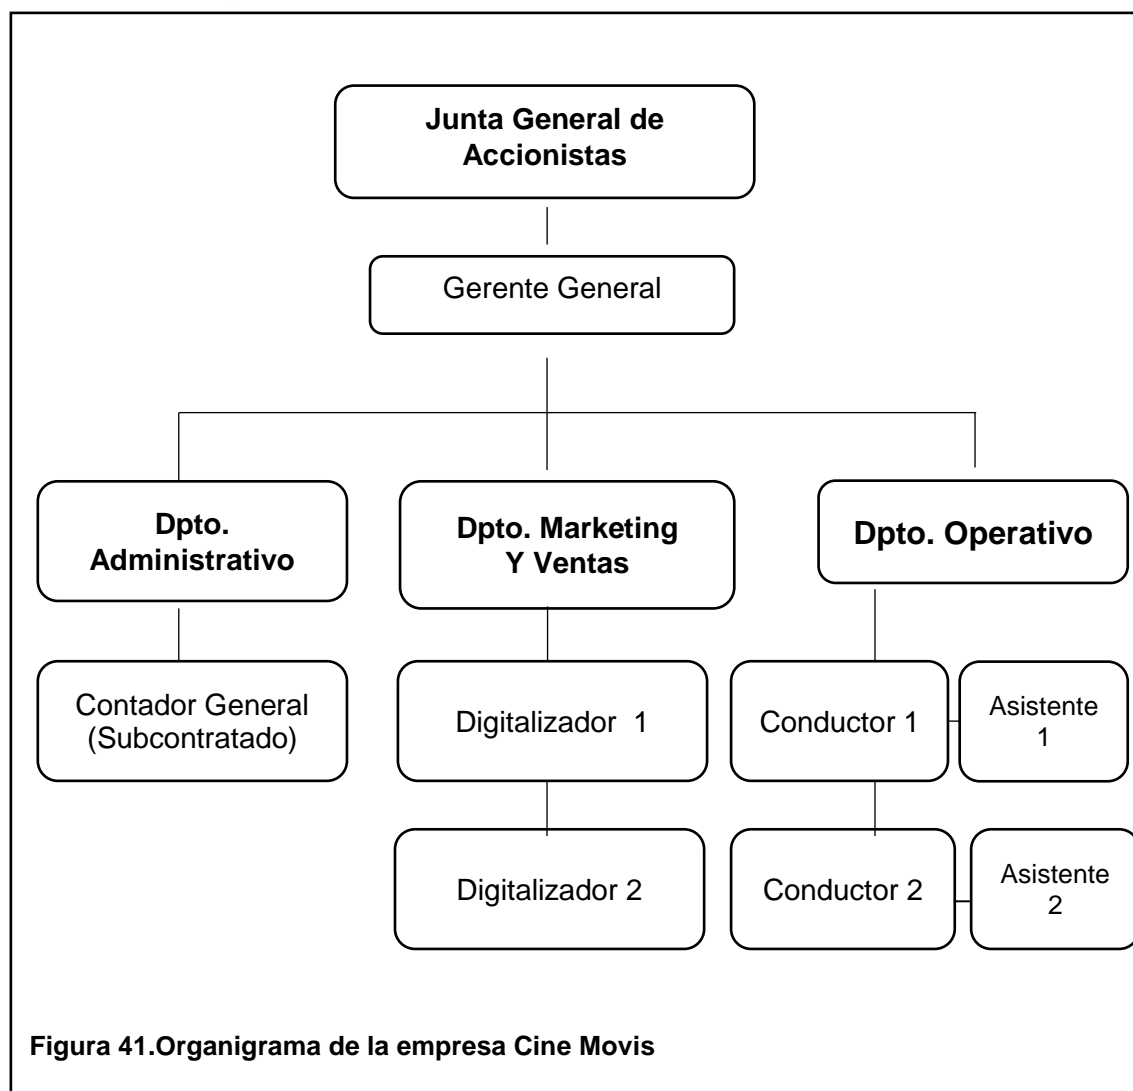 Junta General de
Accionistas
Gerente General
Dpto.
Administrativo
Dpto. Marketing
Y Ventas
Dpto. Operativo
Contador General
(Subcontratado)
Digitalizador  1
Conductor 1
Asistente
1
Digitalizador 2
Conductor 2
Asistente
2
Figura 41.Organigrama de la empresa Cine Movis